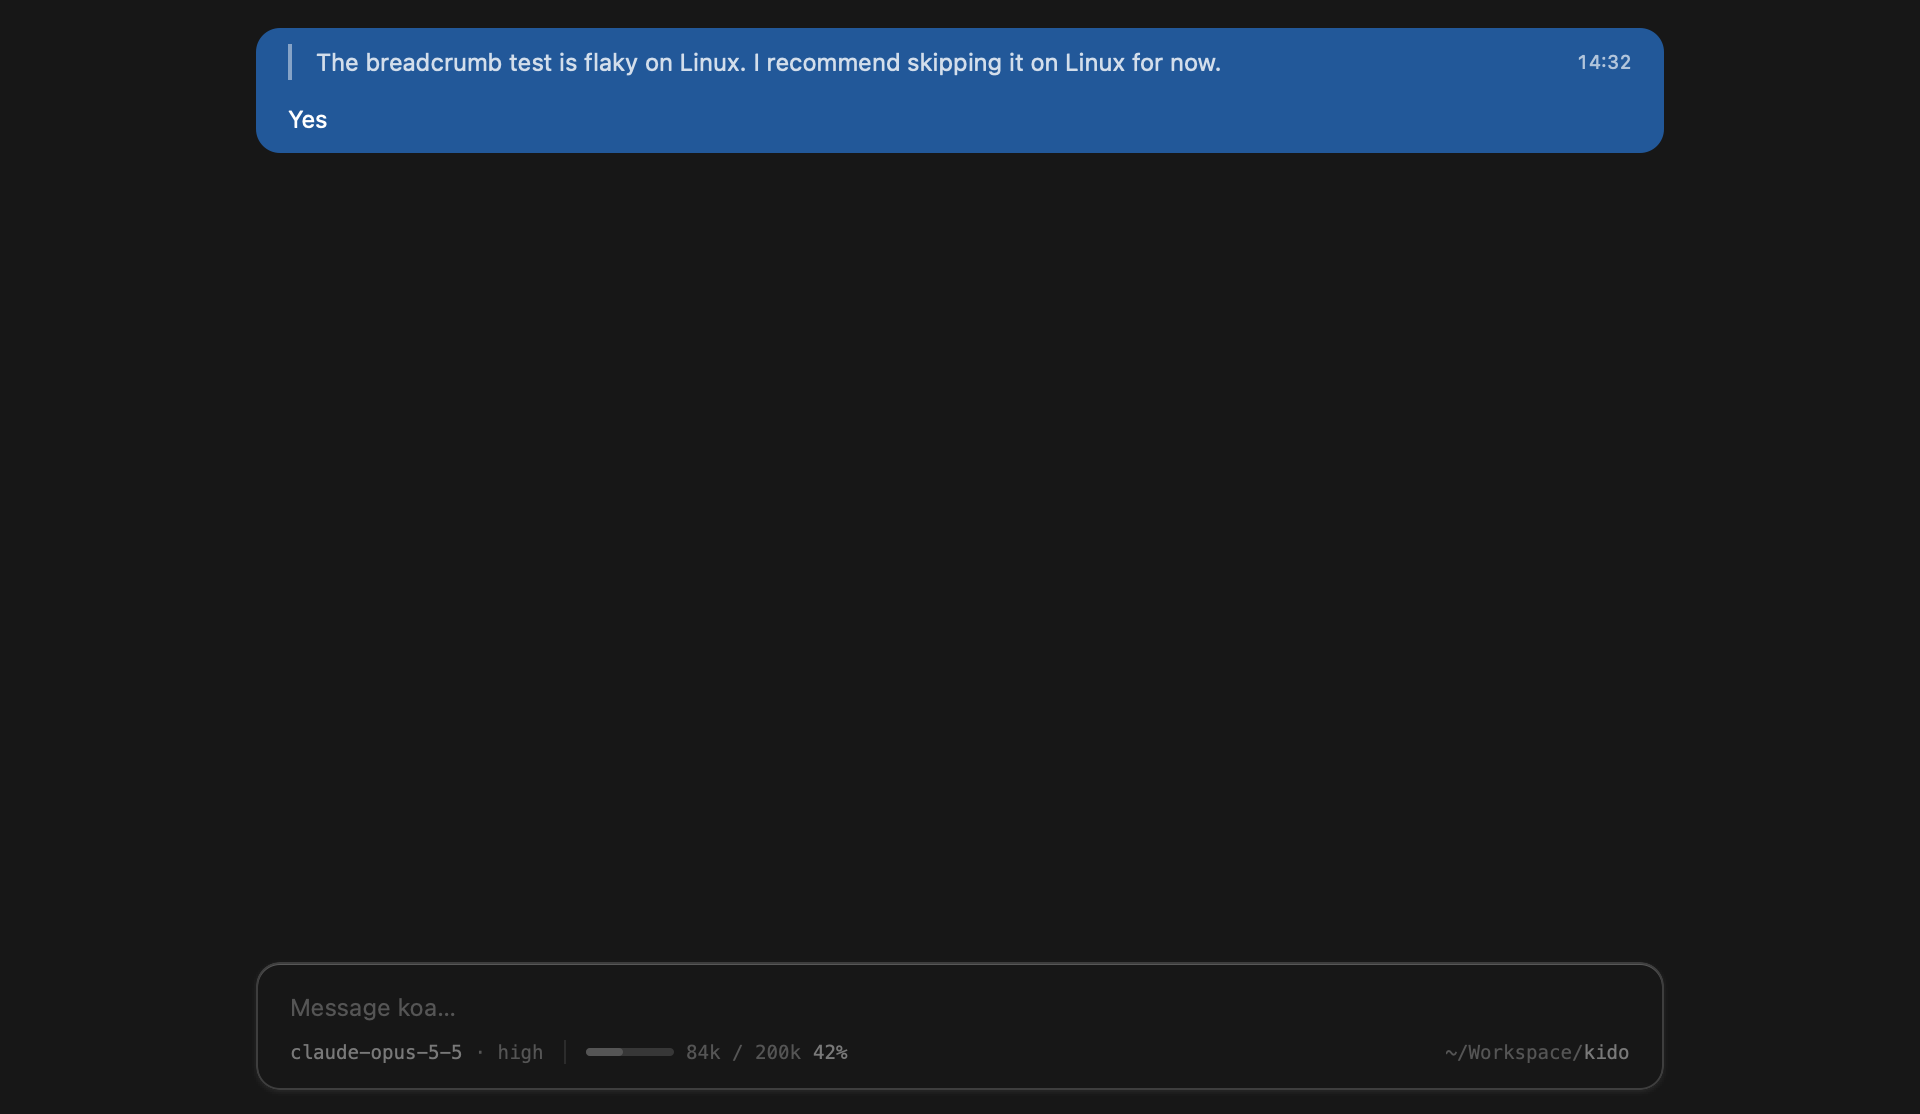 The breadcrumb test is flaky on Linux. I recommend skipping it on Linux for now. 14:32
Yes
Message koa...
claude-opus-5-5 · high 84k / 200k 42% ~/Workspace/kido